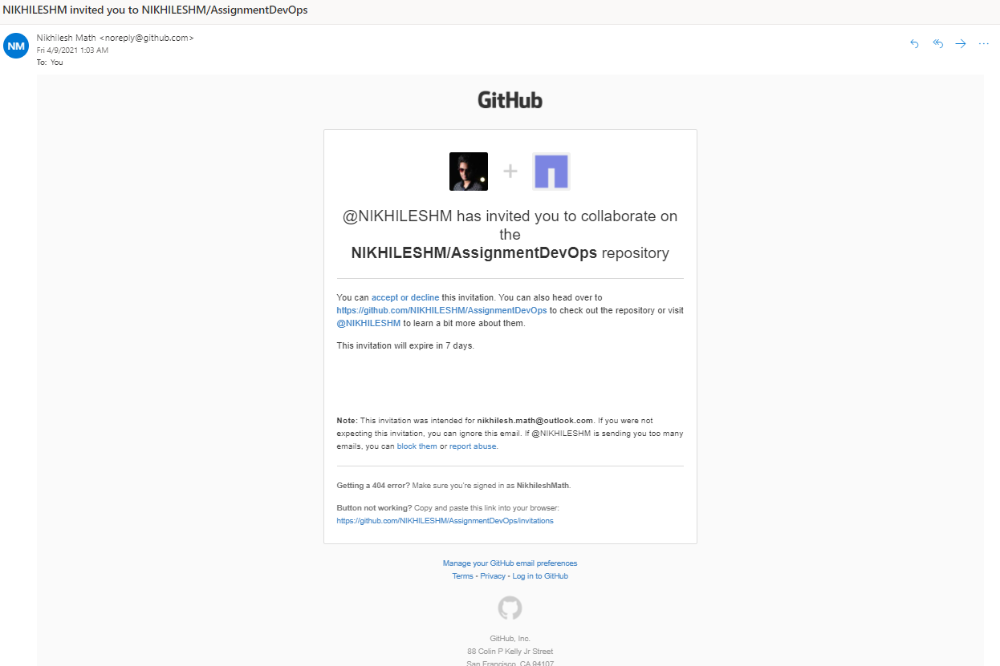 NIKHILESHM invited you to NIKHILESHM/AssignmentDevOps
NM
Nikhilesh Math <noreply@github.com>
Fri 4/9/2021 1:03 AM
To: You
GitHub
@NIKHILESHM has invited you to collaborate on
the
NIKHILESHM/AssignmentDevOps repository
You can accept or decline this invitation. You can also head over to
https://github.com/NIKHILESHM/AssignmentDevOps to check out the repository or visit
@NIKHILESHM to learn a bit more about them.
This invitation will expire in 7 days.
Note: This invitation was intended for nikhilesh.math@outlook.com. If you were not
expecting this invitation, you can ignore this email. If @NIKHILESHM is sending you too many
emails, you can block them or report abuse.
Getting a 404 error? Make sure you're signed in as NikhileshMath.
Button not working? Copy and paste this link into your browser:
https://github.com/NIKHILESHM/AssignmentDevOps/invitations
Manage your GitHub email preferences
Terms • Privacy • Log in to GitHub
GitHub, Inc.
88 Colin P Kelly Jr Street
San Francisco, CA 94107